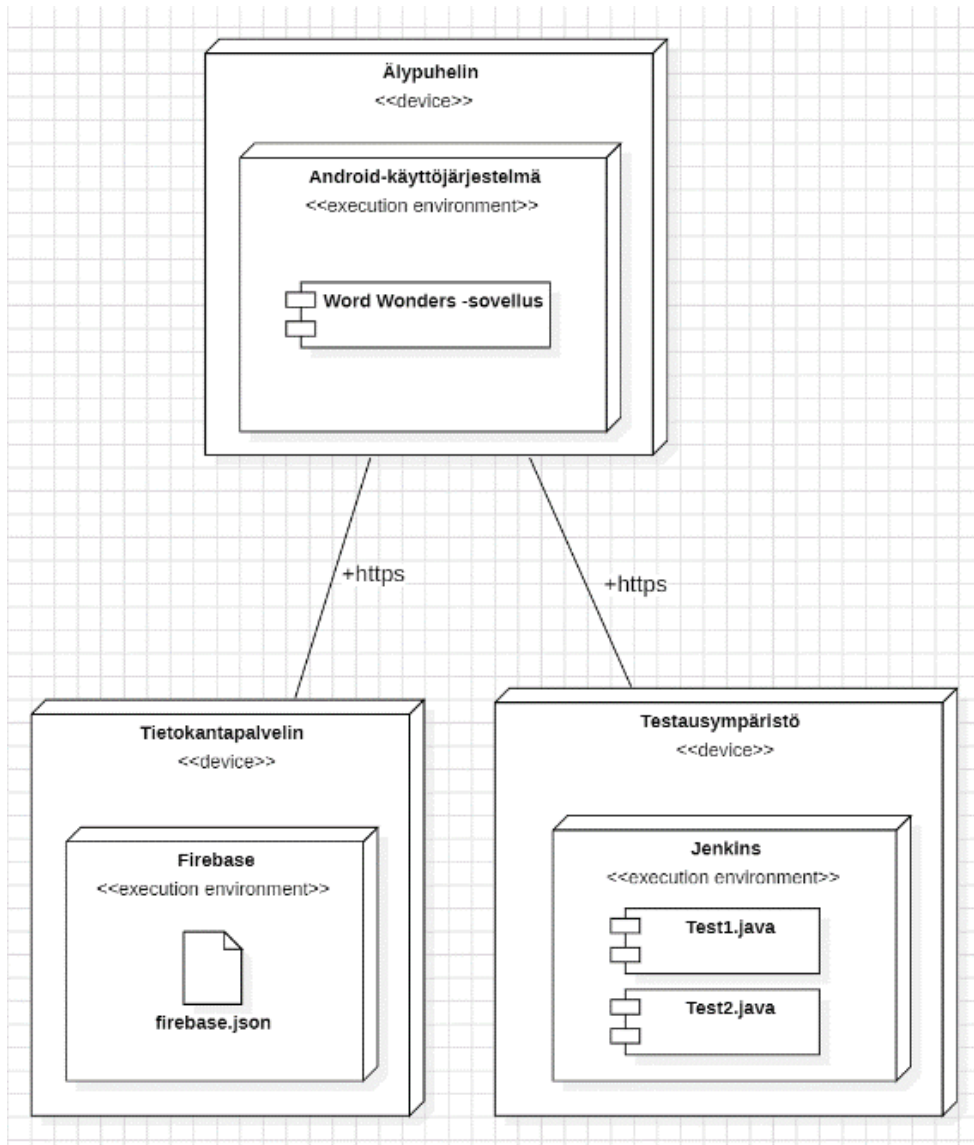 Älypuhelin
<<device>>
Android-käyttöjärjestelmä
<<execution environment>>
Word Wonders -sovellus
+https
+https
Tietokantapalvelin
<<device>>
Firebase
<<execution environment>>
firebase.json
Testausympäristö
<<device>>
Jenkins
<<execution environment>>
Test1.java
Test2.java